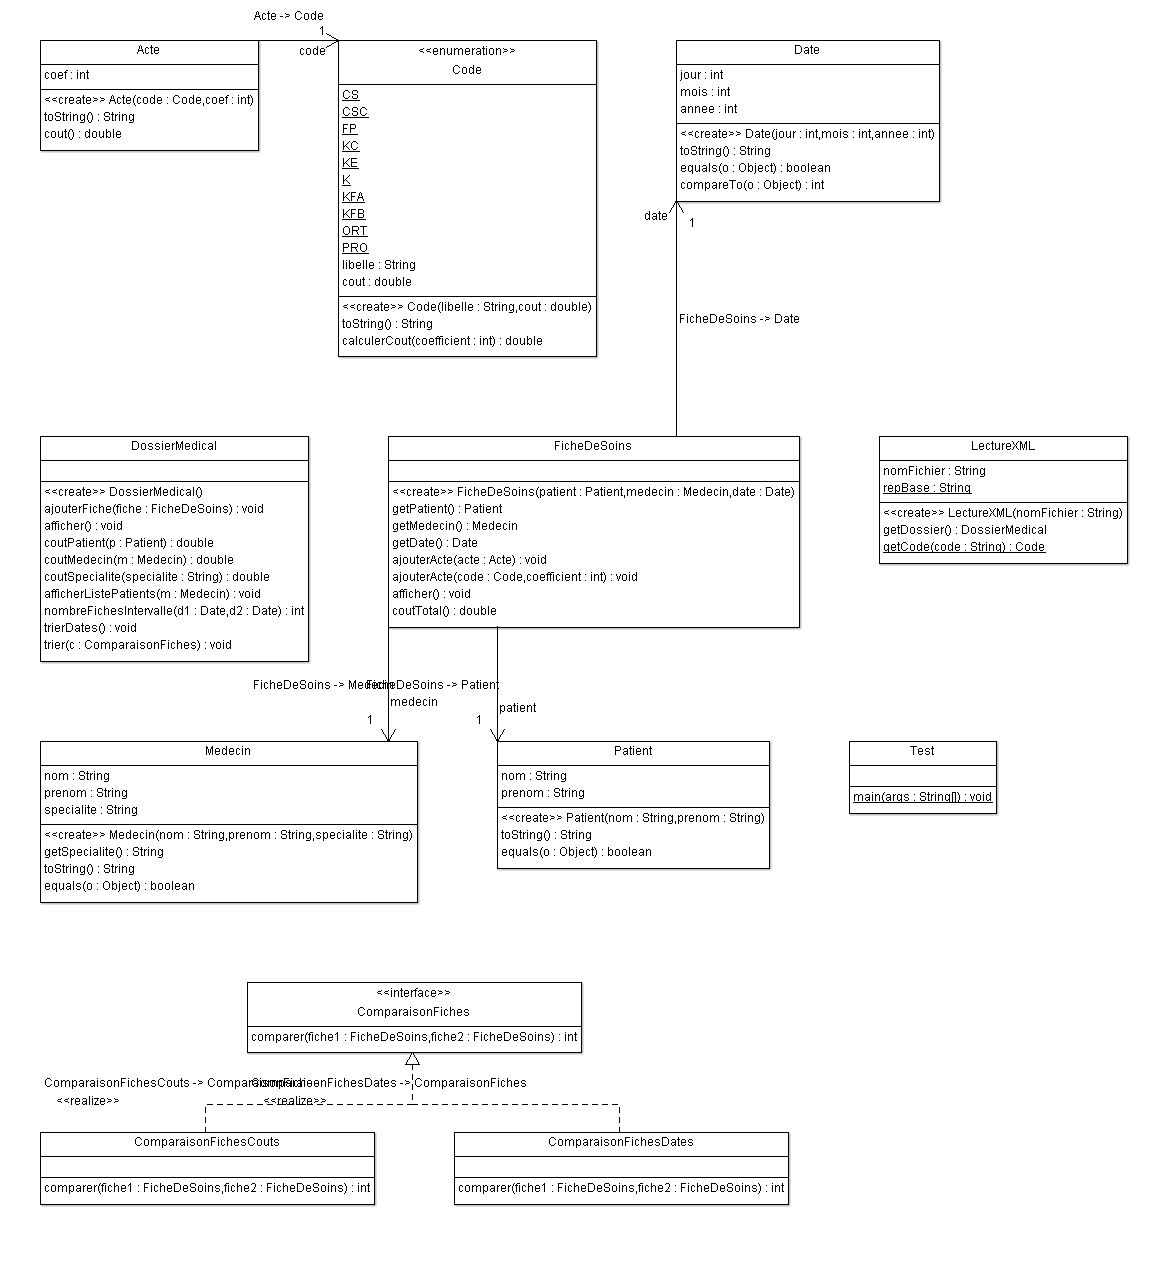 Acte -> Code
1
code
Acte
coef : int
<<create>> Acte(code : Code,coef : int)
toString() : String
cout() : double
<<enumeration>>
Code
CS
CSC
FP
KC
KE
K
KFA
KFB
ORT
PRO
libelle : String
cout : double
<<create>> Code(libelle : String,cout : double)
toString() : String
calculerCout(coefficient : int) : double
Date
jour : int
mois : int
annee : int
<<create>> Date(jour : int,mois : int,annee : int)
toString() : String
equals(o : Object) : boolean
compareTo(o : Object) : int
date
1
FicheDeSoins -> Date
DossierMedical
<<create>> DossierMedical()
ajouterFiche(fiche : FicheDeSoins) : void
afficher() : void
coutPatient(p : Patient) : double
coutMedecin(m : Medecin) : double
coutSpecialite(specialite : String) : double
afficherListePatients(m : Medecin) : void
nombreFichesIntervalle(d1 : Date,d2 : Date) : int
trierDates() : void
trier(c : ComparaisonFiches) : void
FicheDeSoins
<<create>> FicheDeSoins(patient : Patient,medecin : Medecin,date : Date)
getPatient() : Patient
getMedecin() : Medecin
getDate() : Date
ajouterActe(acte : Acte) : void
ajouterActe(code : Code,coefficient : int) : void
afficher() : void
coutTotal() : double
LectureXML
nomFichier : String
repBase : String
<<create>> LectureXML(nomFichier : String)
getDossier() : DossierMedical
getCode(code : String) : Code
FicheDeSoins -> Medecin
FicheDeSoins -> Patient
medecin
1
patient
1
Medecin
nom : String
prenom : String
specialite : String
<<create>> Medecin(nom : String,prenom : String,specialite : String)
getSpecialite() : String
toString() : String
equals(o : Object) : boolean
Patient
nom : String
prenom : String
<<create>> Patient(nom : String,prenom : String)
toString() : String
equals(o : Object) : boolean
Test
main(args : String[]) : void
<<interface>>
ComparaisonFiches
comparer(fiche1 : FicheDeSoins,fiche2 : FicheDeSoins) : int
ComparaisonFichesCouts -> ComparaisonFiches
ComparaisonFichesDates -> ComparaisonFiches
<<realize>>
<<realize>>
ComparaisonFichesCouts
comparer(fiche1 : FicheDeSoins,fiche2 : FicheDeSoins) : int
ComparaisonFichesDates
comparer(fiche1 : FicheDeSoins,fiche2 : FicheDeSoins) : int